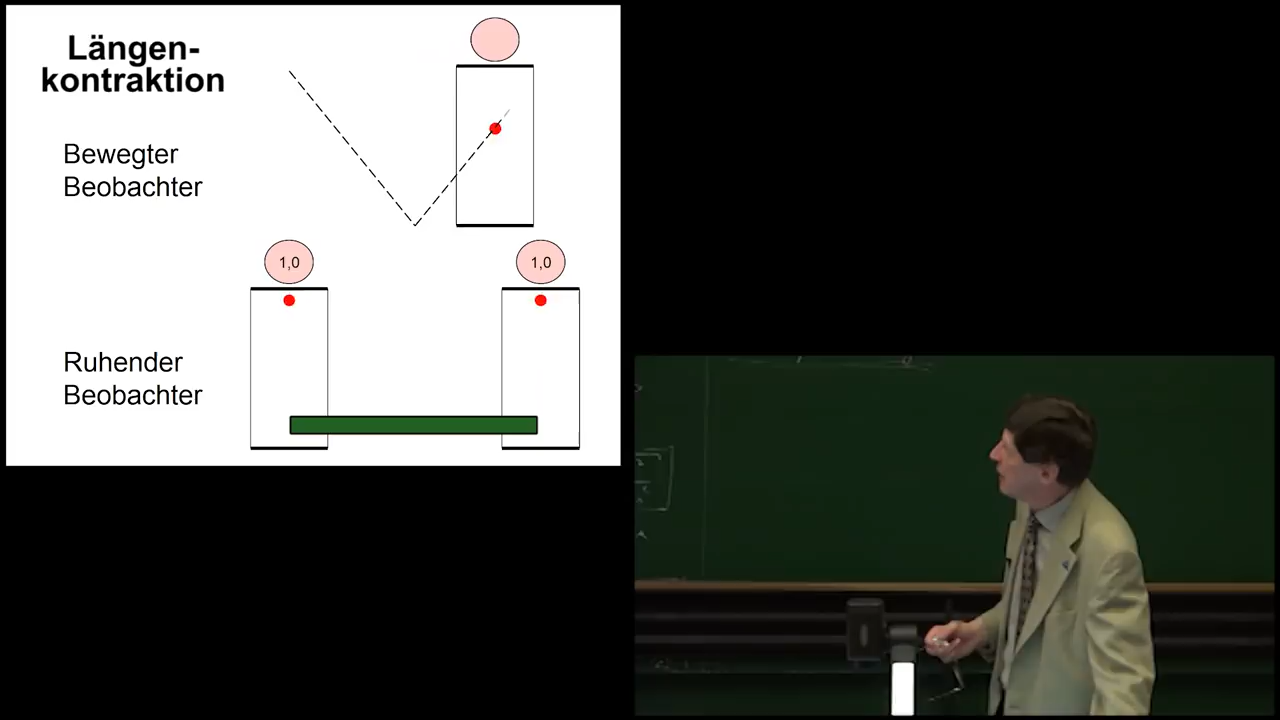 Längen-
kontraktion
Bewegter
Beobachter
1,0
1,0
Ruhender
Beobachter